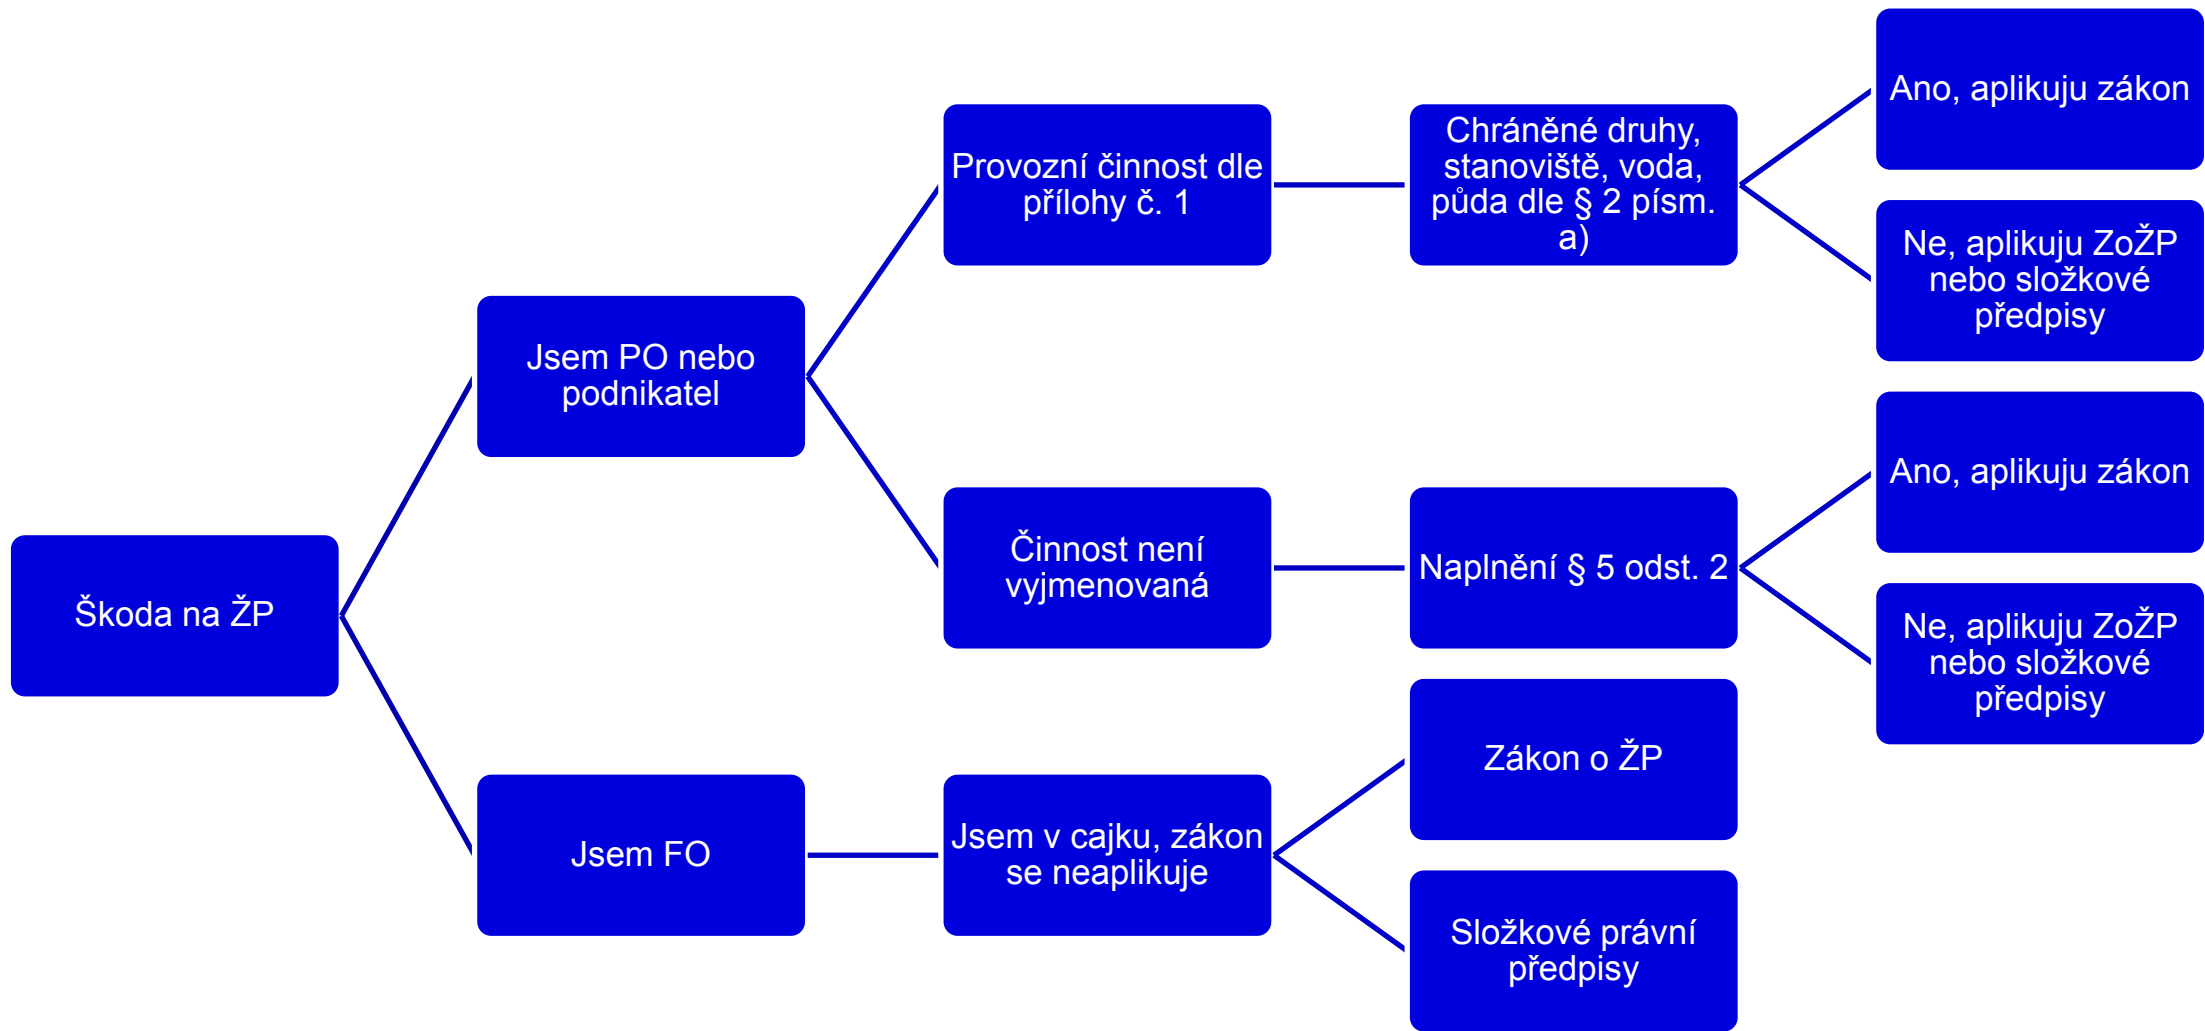 Škoda na ŽP
Jsem PO nebo
podnikatel
Provozní činnost dle
přílohy č. 1
Chráněné druhy,
stanoviště, voda,
půda dle § 2 písm.
a)
Ano, aplikuju zákon
Ne, aplikuju ZoŽP
nebo složkové
předpisy
Činnost není
vyjmenovaná
Naplnění § 5 odst. 2
Ano, aplikuju zákon
Ne, aplikuju ZoŽP
nebo složkové
předpisy
Jsem FO
Jsem v cajku, zákon
se neaplikuje
Zákon o ŽP
Složkové právní
předpisy